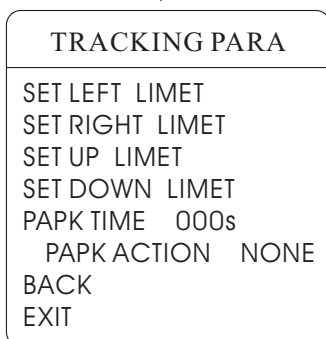 TRACKING PARA
SET LEFT LIMET
SET RIGHT LIMET
SET UP LIMET
SET DOWN LIMET
PAPK TIME 000s
PAPK ACTION NONE
BACK
EXIT